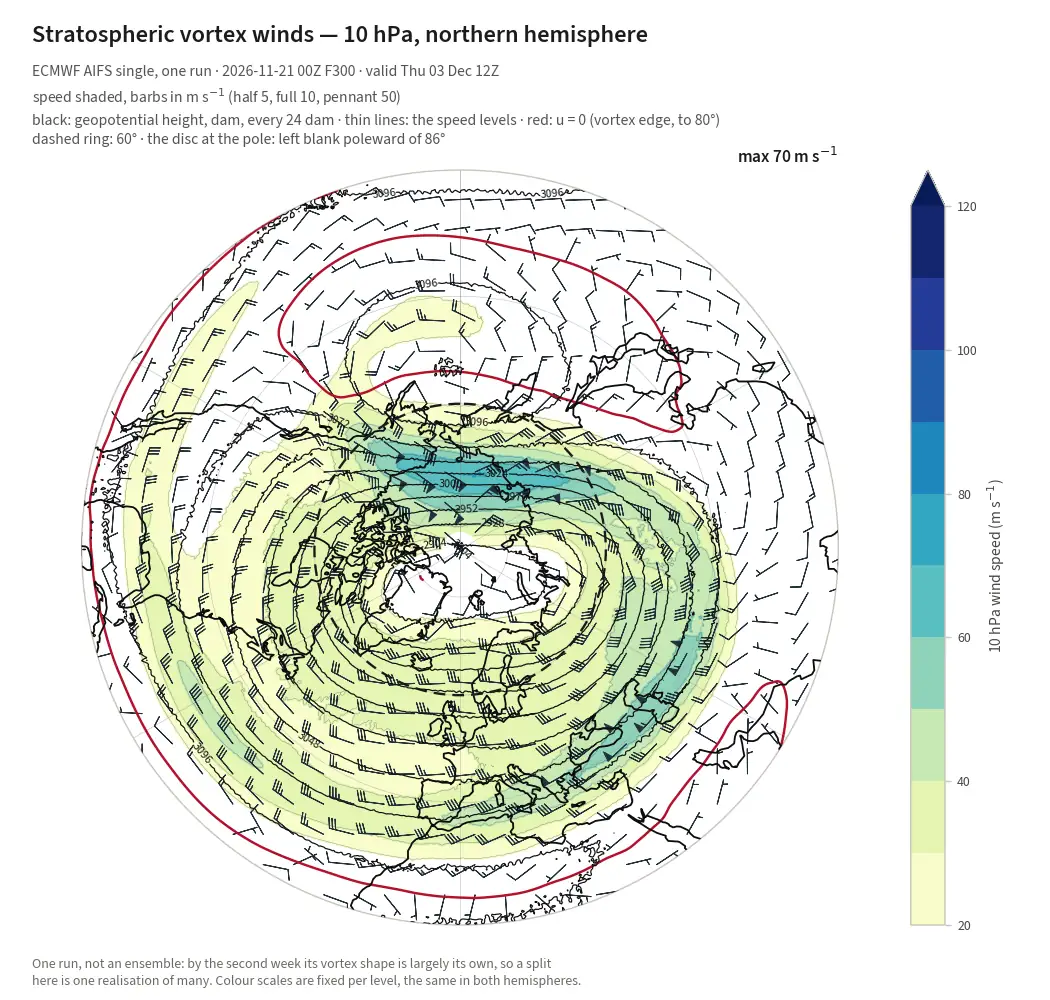 Stratospheric vortex winds — 10 hPa, northern hemisphere
ECMWF AIFS single, one run · 2026-11-21 00Z F300 · valid Thu 03 Dec 12Z
speed shaded, barbs in m s⁻¹ (half 5, full 10, pennant 50)
black: geopotential height, dam, every 24 dam · thin lines: the speed levels · red: u = 0 (vortex edge, to 80°)
dashed ring: 60° · the disc at the pole: left blank poleward of 86°
max 70 m s⁻¹
3096
3096
3096
3072
3096
3024
3000
2976
2952
2928
2904
3048
3096
120
100
80
60
40
20
10 hPa wind speed (m s⁻¹)
One run, not an ensemble: by the second week its vortex shape is largely its own, so a split
here is one realisation of many. Colour scales are fixed per level, the same in both hemispheres.